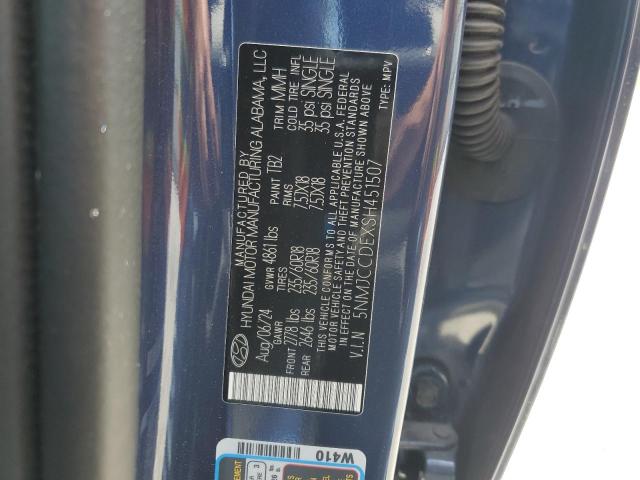 MANUFACTURED BY
HYUNDAI MOTOR MANUFACTURING ALABAMA, LLC
Aug/06/24 GVWR 4861 lbs PAINT TB2 TRIM MMH
GAWR TIRES RIMS COLD TIRE INFL
FRONT 2778 lbs 235/60R18 7.5JX18 35 psi SINGLE
REAR 2646 lbs 235/60R18 7.5JX18 35 psi SINGLE
THIS VEHICLE CONFORMS TO ALL APPLICABLE U.S.A. FEDERAL
MOTOR VEHICLE SAFETY AND THEFT PREVENTION STANDARDS
IN EFFECT ON THE DATE OF MANUFACTURE SHOWN ABOVE
V.I.N 5NMJCCDEXSH451507 TYPE: MPV
W410